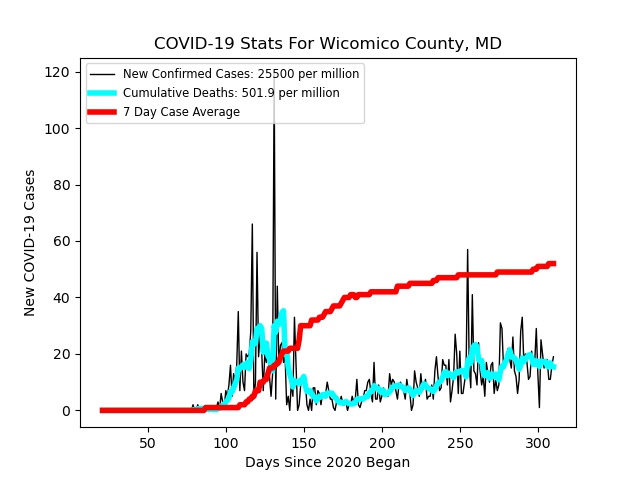 COVID-19 Stats For Wicomico County, MD
New Confirmed Cases: 25500 per million
Cumulative Deaths: 501.9 per million
7 Day Case Average
120
100
80
60
40
20
0
New COVID-19 Cases
50 100 150 200 250 300
Days Since 2020 Began